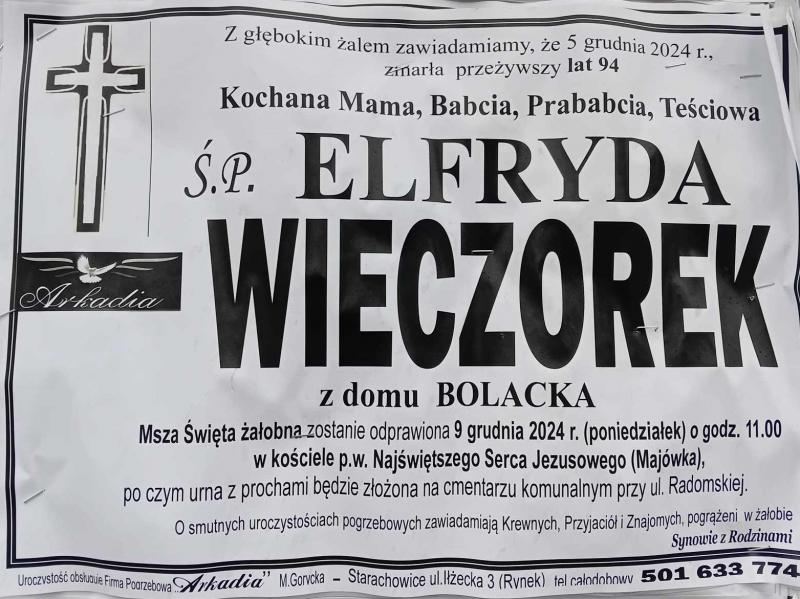 Z głębokim żalem zawiadamiamy, że 5 grudnia 2024 r.,
zmarła przeżywszy lat 94
Kochana Mama, Babcia, Prababcia, Teściowa
Ś.P. ELFRYDA
WIECZOREK
Arkadia
z domu BOLACKA
Msza Święta żałobna zostanie odprawiona 9 grudnia 2024 r. (poniedziałek) o godz. 11.00
w kościele p.w. Najświętszego Serca Jezusowego (Majówka),
po czym urna z prochami będzie złożona na cmentarzu komunalnym przy ul. Radomskiej.
O smutnych uroczystościach pogrzebowych zawiadamiają Krewnych, Przyjaciół i Znajomych, pogrążeni w żałobie
Synowie z Rodzinami
Uroczystość obsługuje Firma Pogrzebowa "Arkadia" M.Gorycka – Starachowice ul.Iłżecka 3 (Rynek) tel całodobowy 501 633 774